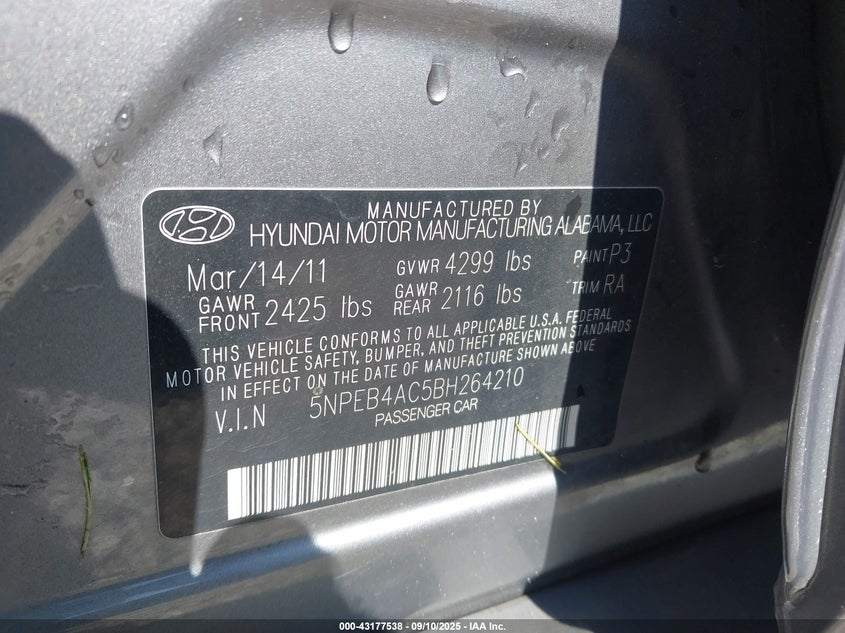 MANUFACTURED BY
HYUNDAI MOTOR MANUFACTURING ALABAMA, LLC
Mar/14/11 GVWR 4299 lbs PAINT P3
GAWR FRONT 2425 lbs GAWR REAR 2116 lbs TRIM RA
THIS VEHICLE CONFORMS TO ALL APPLICABLE U.S.A. FEDERAL
MOTOR VEHICLE SAFETY, BUMPER, AND THEFT PREVENTION STANDARDS
IN EFFECT ON THE DATE OF MANUFACTURE SHOWN ABOVE
V.I.N 5NPEB4AC5BH264210
PASSENGER CAR
000-43177538 - 09/10/2025 - IAA Inc.